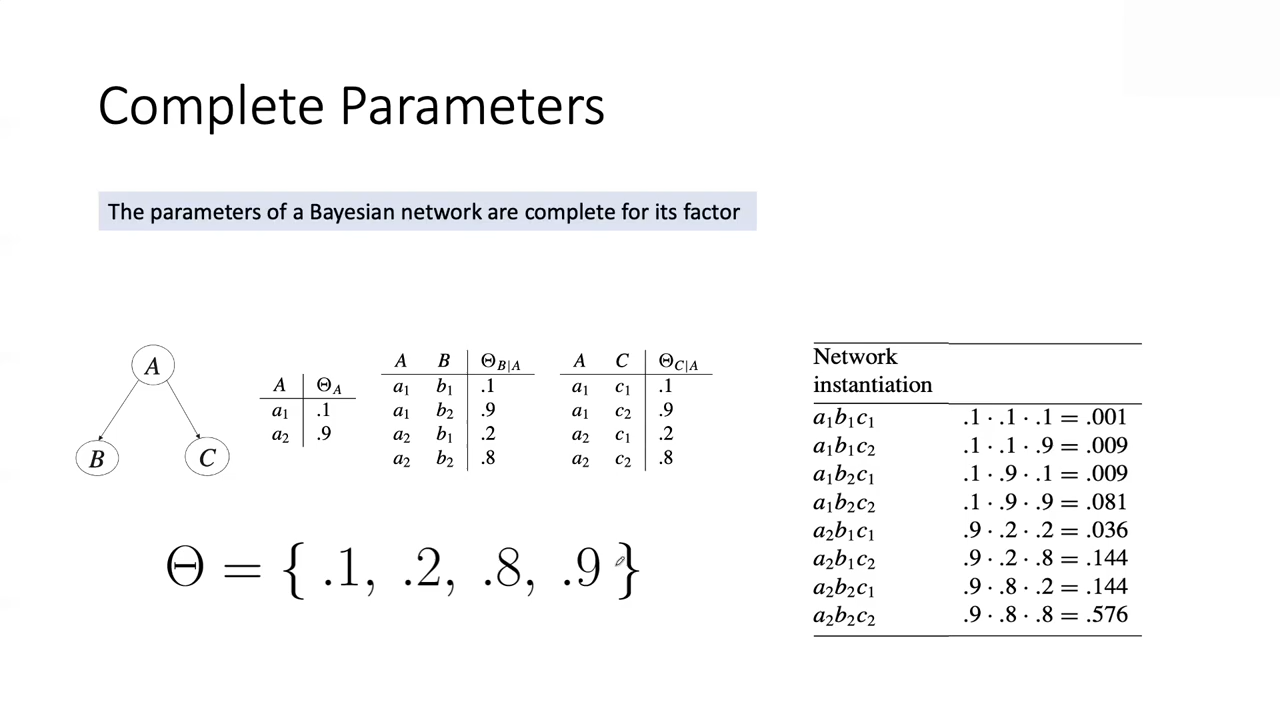 Complete Parameters
The parameters of a Bayesian network are complete for its factor
A
B
C
A Θ_A
a₁ .1
a₂ .9
A B Θ_{B|A}
a₁ b₁ .1
a₁ b₂ .9
a₂ b₁ .2
a₂ b₂ .8
A C Θ_{C|A}
a₁ c₁ .1
a₁ c₂ .9
a₂ c₁ .2
a₂ c₂ .8
Θ = { .1, .2, .8, .9 }
Network
instantiation
a₁b₁c₁ .1 · .1 · .1 = .001
a₁b₁c₂ .1 · .1 · .9 = .009
a₁b₂c₁ .1 · .9 · .1 = .009
a₁b₂c₂ .1 · .9 · .9 = .081
a₂b₁c₁ .9 · .2 · .2 = .036
a₂b₁c₂ .9 · .2 · .8 = .144
a₂b₂c₁ .9 · .8 · .2 = .144
a₂b₂c₂ .9 · .8 · .8 = .576